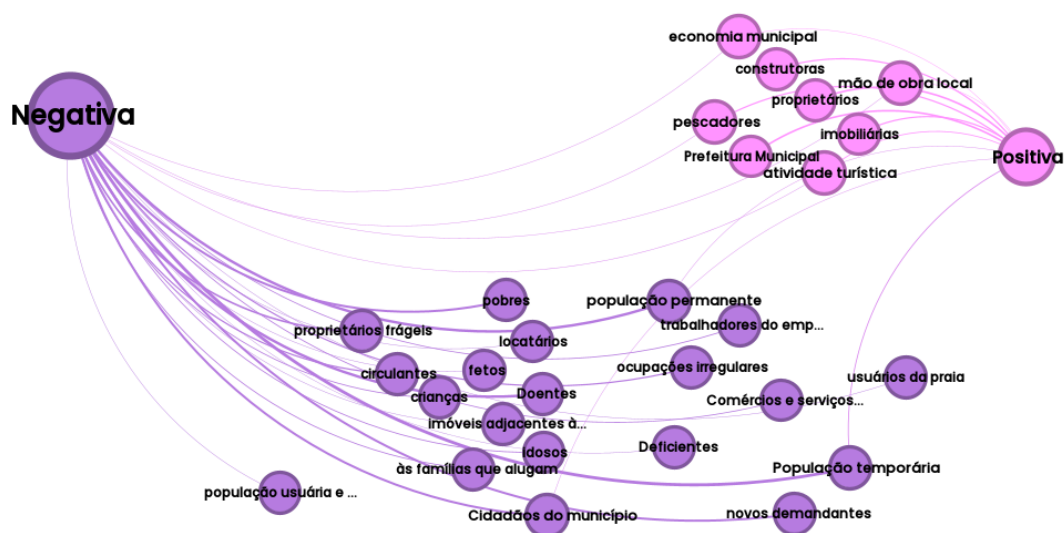 economia municipal
construtoras
mão de obra local
proprietários
Negativa
pescadores
imobiliárias
Prefeitura Municipal
Positiva
atividade turística
pobres
população permanente
trabalhadores do emp...
proprietários frágeis
locatários
ocupações irregulares
fetos
circulantes
usuários da praia
Doentes
crianças
Comércios e serviços...
imóveis adjacentes à...
Deficientes
idosos
às famílias que alugam
População temporária
população usuária e ...
Cidadãos do município
novos demandantes